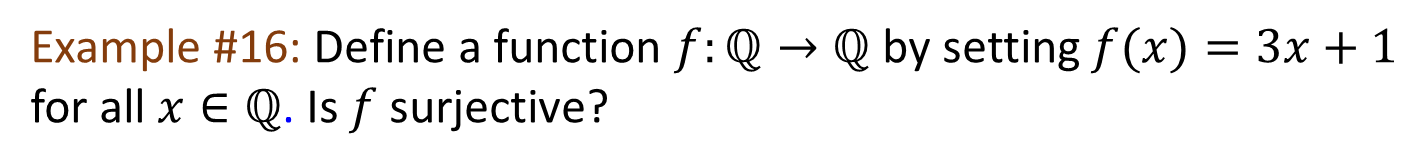 Example #16: Define a function 𝑓: ℚ → ℚ by setting 𝑓(𝑥) = 3𝑥 + 1
for all 𝑥 ∈ ℚ. Is 𝑓 surjective?